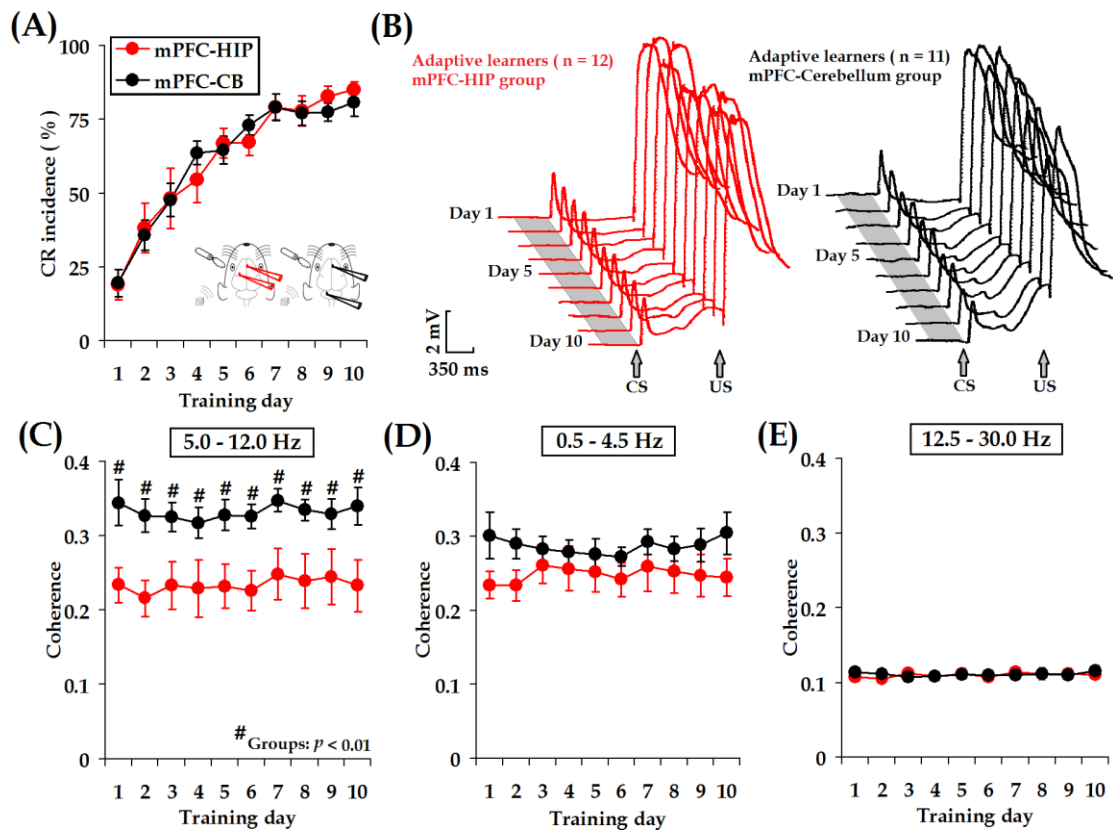 (A)
100
75
50
25
0
CR incidence ( % )
mPFC-HIP
mPFC-CB
1 2 3 4 5 6 7 8 9 10
Training day
(B)
Adaptive learners ( n = 12)
mPFC-HIP group
Day 1
Day 5
Day 10
2 mV
350 ms
CS
US
Adaptive learners ( n = 11)
mPFC-Cerebellum group
Day 1
Day 5
Day 10
CS
US
(C)
5.0 - 12.0 Hz
0.4
0.3
0.2
0.1
0
Coherence
# # # # # # # # # #
# Groups: p < 0.01
1 2 3 4 5 6 7 8 9 10
Training day
(D)
0.5 - 4.5 Hz
0.4
0.3
0.2
0.1
0
Coherence
1 2 3 4 5 6 7 8 9 10
Training day
(E)
12.5 - 30.0 Hz
0.4
0.3
0.2
0.1
0
Coherence
1 2 3 4 5 6 7 8 9 10
Training day